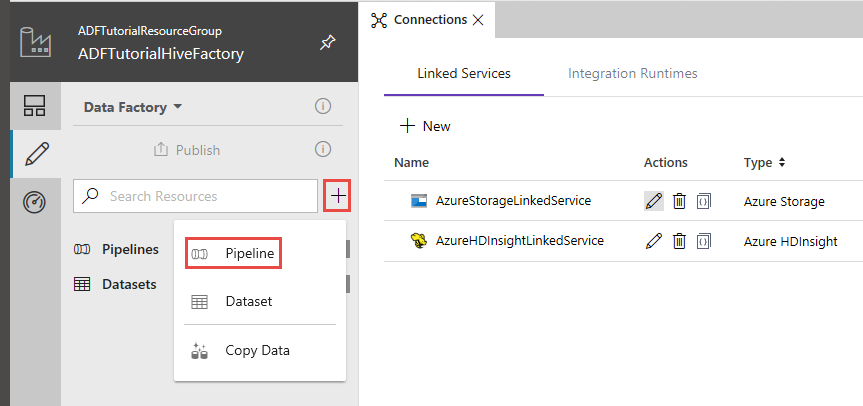 ADFTutorialResourceGroup
ADFTutorialHiveFactory
Data Factory
Publish
Search Resources
Pipelines
Datasets
Pipeline
Dataset
Copy Data
Connections
Linked Services Integration Runtimes
New
Name Actions Type
AzureStorageLinkedService Azure Storage
AzureHDInsightLinkedService Azure HDInsight